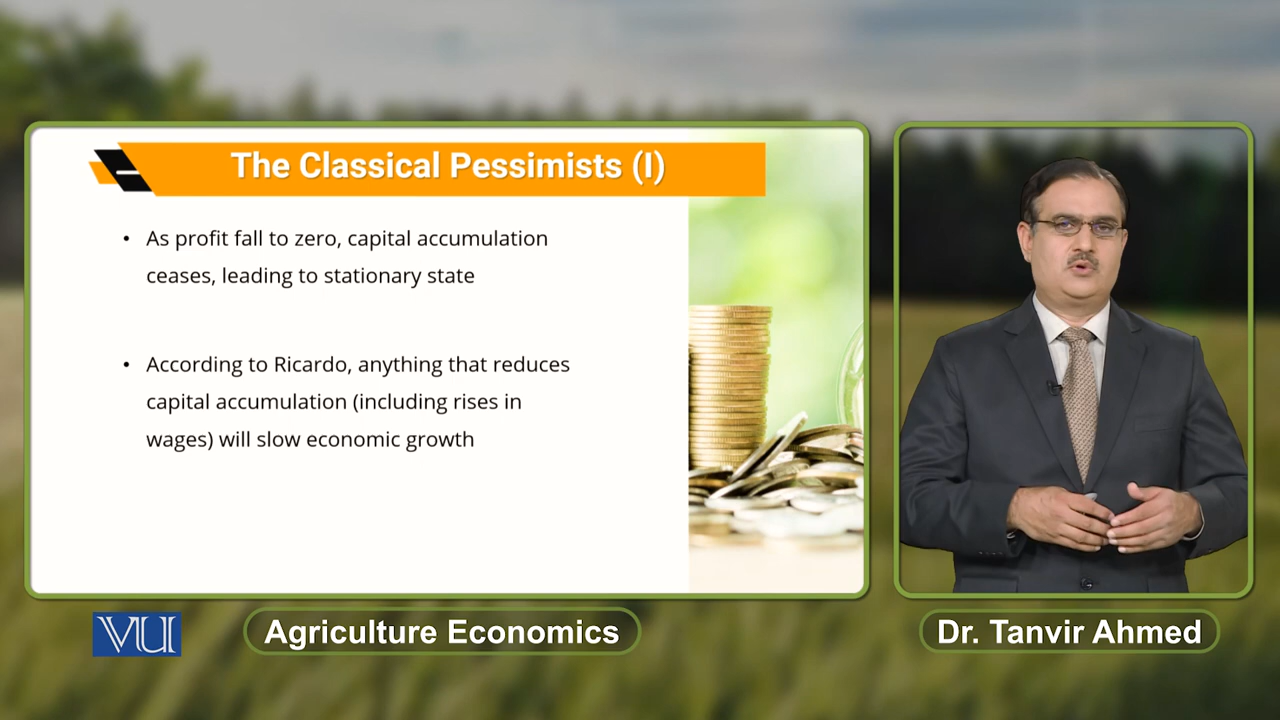 The Classical Pessimists (I)
• As profit fall to zero, capital accumulation
ceases, leading to stationary state
• According to Ricardo, anything that reduces
capital accumulation (including rises in
wages) will slow economic growth
VU
Agriculture Economics
Dr. Tanvir Ahmed